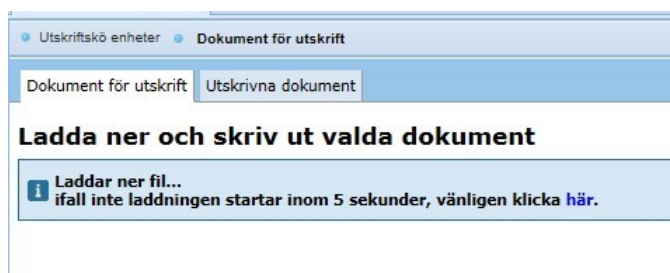 Utskriftskö enheter Dokument för utskrift
Dokument för utskrift Utskrivna dokument
Ladda ner och skriv ut valda dokument
i Laddar ner fil...
ifall inte laddningen startar inom 5 sekunder, vänligen klicka här.